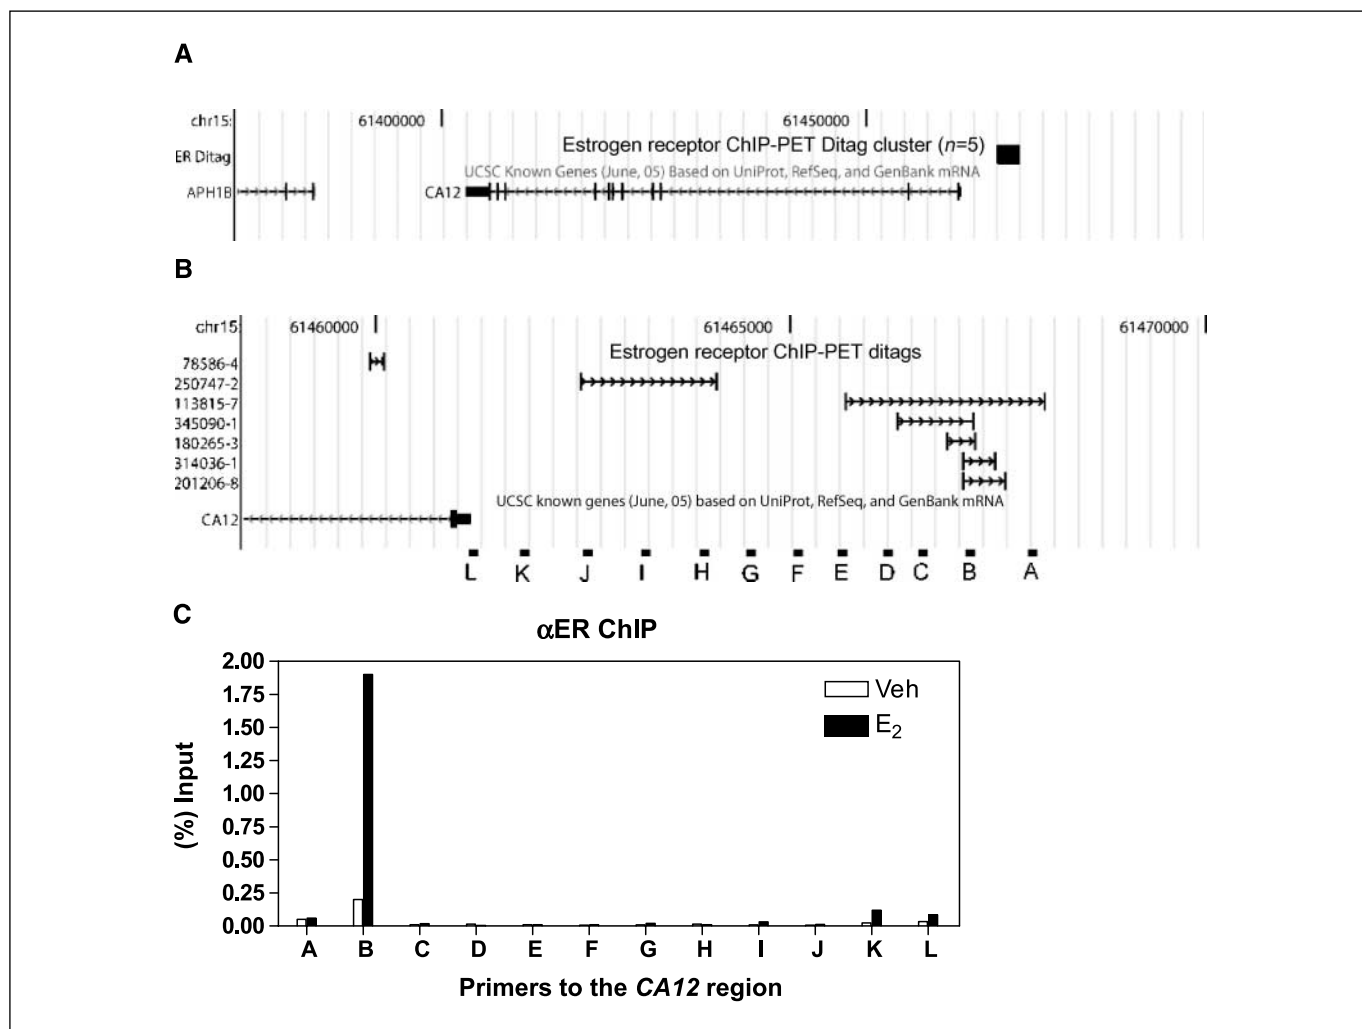 A
chr15:
61400000
61450000
Estrogen receptor ChIP-PET Ditag cluster (n=5)
ER Ditag
UCSC Known Genes (June, 05) Based on UniProt, RefSeq, and GenBank mRNA
APH1B
CA12
B
chr15:
61460000
61465000
61470000
Estrogen receptor ChIP-PET ditags
78586-4
250747-2
113815-7
345090-1
180265-3
314036-1
201206-8
UCSC known genes (June, 05) based on UniProt, RefSeq, and GenBank mRNA
CA12
L K J I H G F E D C B A
C
αER ChIP
2.00
1.75
1.50
1.25
1.00
0.75
0.50
0.25
0.00
(%) Input
Veh
E2
A B C D E F G H I J K L
Primers to the CA12 region